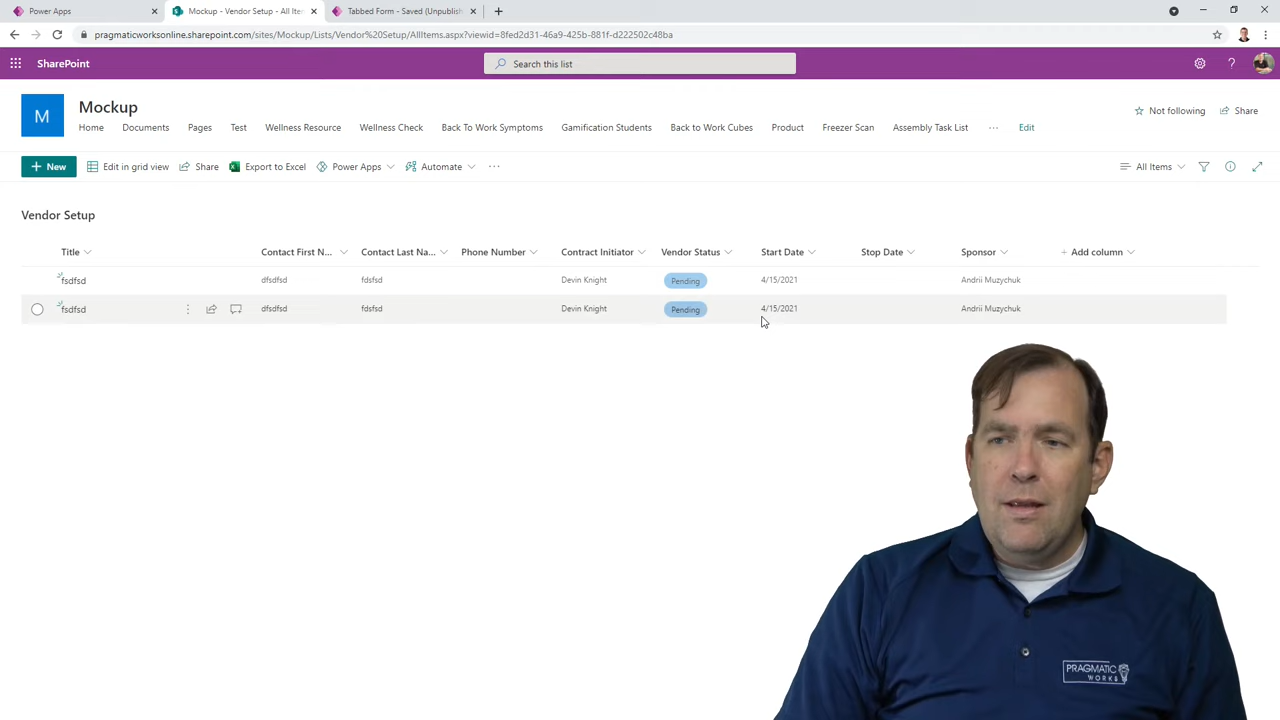 Power Apps
Mockup - Vendor Setup - All Iten
Tabbed Form - Saved (Unpublish
pragmaticworksonline.sharepoint.com/sites/Mockup/Lists/Vendor%20Setup/AllItems.aspx?viewid=8fed2d31-46a9-425b-881f-d222502c48ba
SharePoint
Search this list
M
Mockup
Not following
Share
Home
Documents
Pages
Test
Wellness Resource
Wellness Check
Back To Work Symptoms
Gamification Students
Back to Work Cubes
Product
Freezer Scan
Assembly Task List
···
Edit
+ New
Edit in grid view
Share
Export to Excel
Power Apps
Automate
···
All Items
Vendor Setup
Title
Contact First N...
Contact Last Na...
Phone Number
Contract Initiator
Vendor Status
Start Date
Stop Date
Sponsor
+ Add column
fsdfsd
dfsdfsd
fdsfsd
Devin Knight
Pending
4/15/2021
Andrii Muzychuk
fsdfsd
dfsdfsd
fdsfsd
Devin Knight
Pending
4/15/2021
Andrii Muzychuk
PRAGMATIC
WORKS